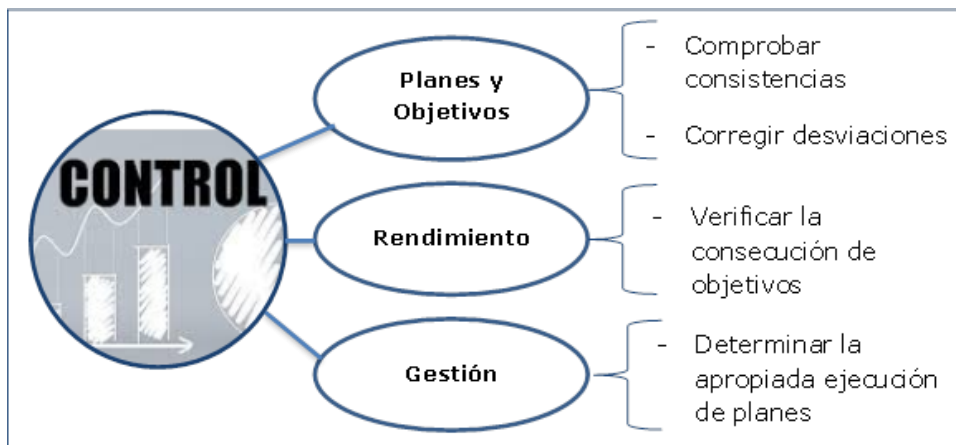 CONTROL
Planes y
Objetivos
- Comprobar
consistencias
- Corregir desviaciones
Rendimiento
- Verificar la
consecución de
objetivos
Gestión
- Determinar la
apropiada ejecución
de planes